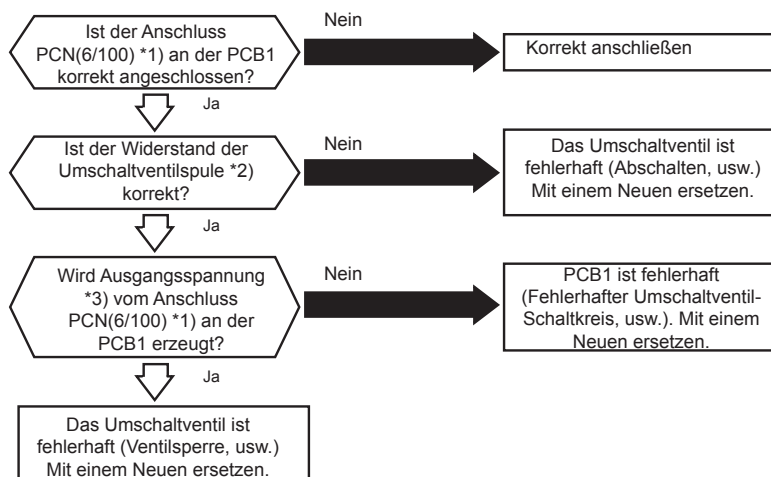 Ist der Anschluss
PCN(6/100) *1) an der PCB1
korrekt angeschlossen?
Nein
Korrekt anschließen
Ja
Ist der Widerstand der
Umschaltventilspule *2)
korrekt?
Nein
Das Umschaltventil ist
fehlerhaft (Abschalten, usw.)
Mit einem Neuen ersetzen.
Ja
Wird Ausgangsspannung
*3) vom Anschluss
PCN(6/100) *1) an der
PCB1 erzeugt?
Nein
PCB1 ist fehlerhaft
(Fehlerhafter Umschaltventil-
Schaltkreis, usw.). Mit einem
Neuen ersetzen.
Ja
Das Umschaltventil ist
fehlerhaft (Ventilsperre, usw.)
Mit einem Neuen ersetzen.